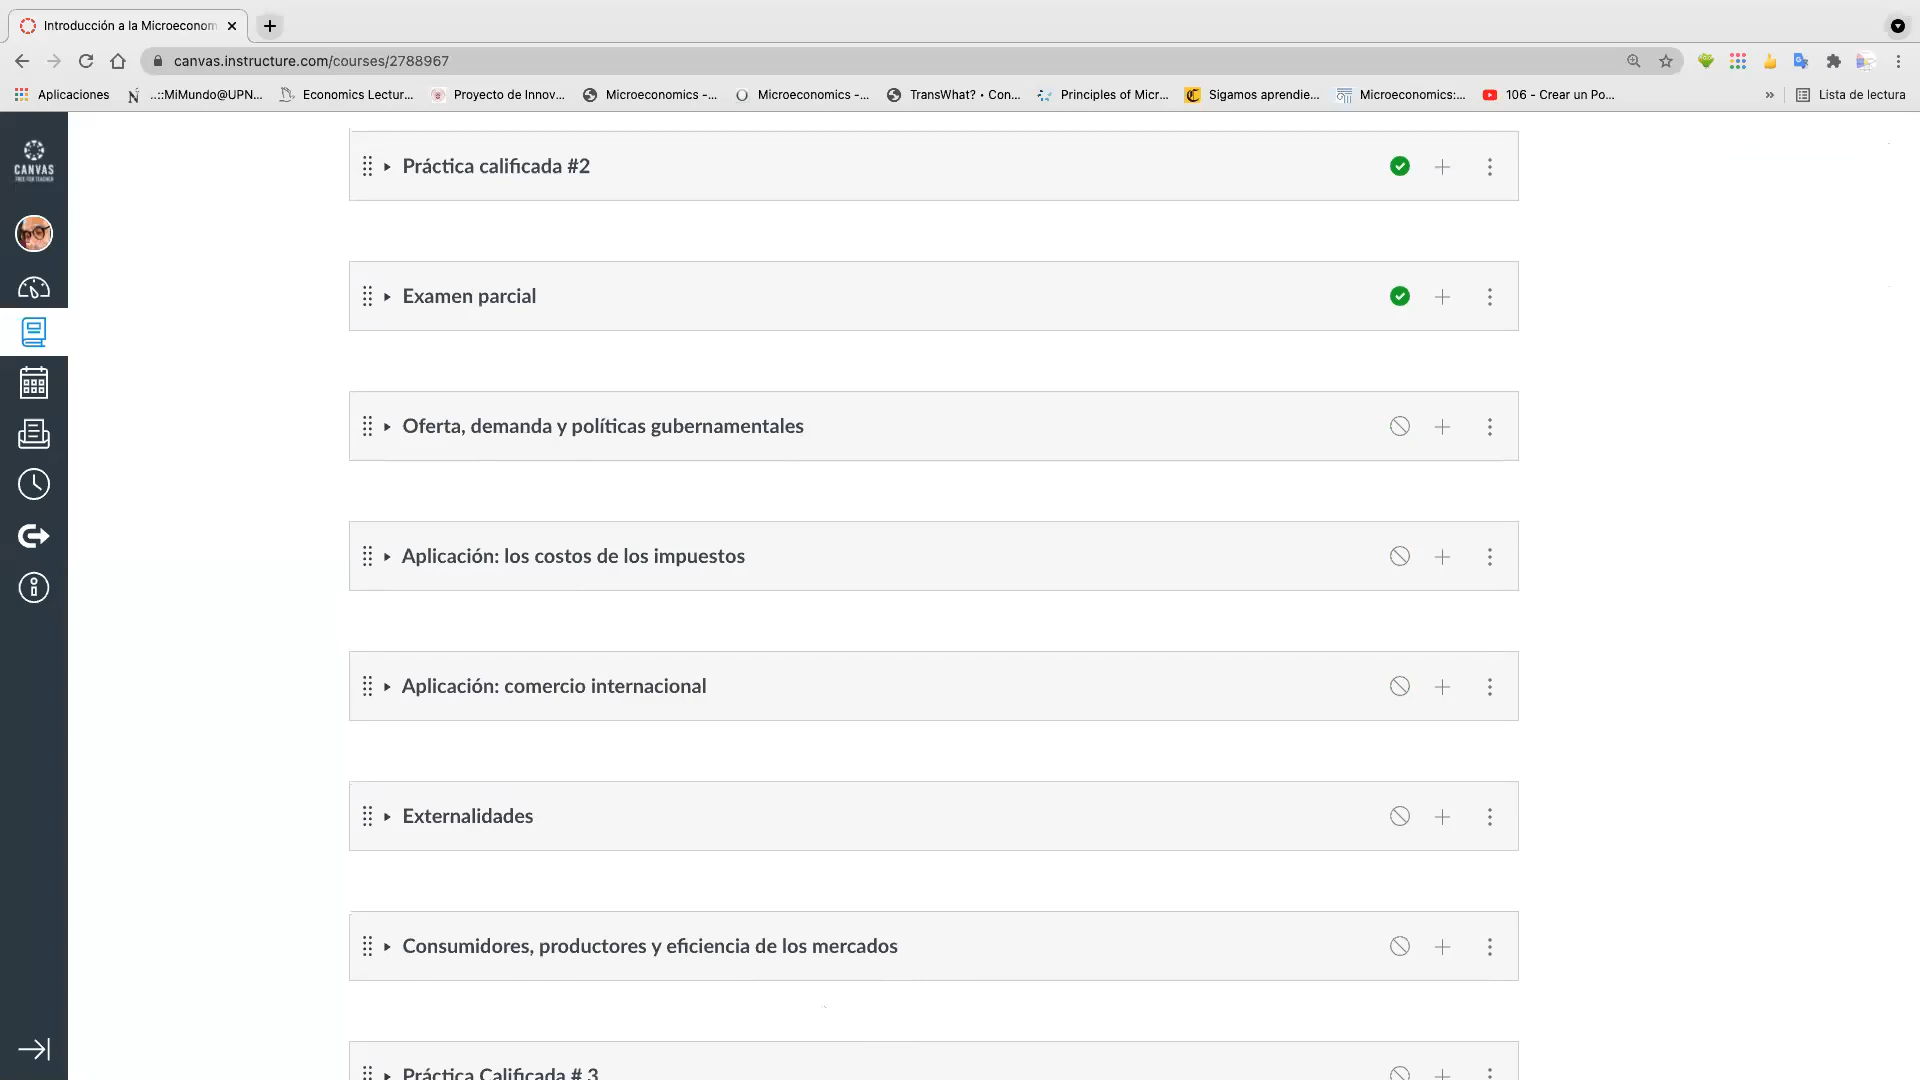 Introducción a la Microeconom
canvas.instructure.com/courses/2788967
Aplicaciones
..::MiMundo@UPN...
Economics Lectur...
Proyecto de Innov...
Microeconomics -...
Microeconomics -...
TransWhat? • Con...
Principles of Micr...
Sigamos aprendie...
Microeconomics:...
106 - Crear un Po...
»
Lista de lectura
CANVAS
FREE FOR TEACHER
Práctica calificada #2
Examen parcial
Oferta, demanda y políticas gubernamentales
Aplicación: los costos de los impuestos
Aplicación: comercio internacional
Externalidades
Consumidores, productores y eficiencia de los mercados
Práctica Calificada # 3